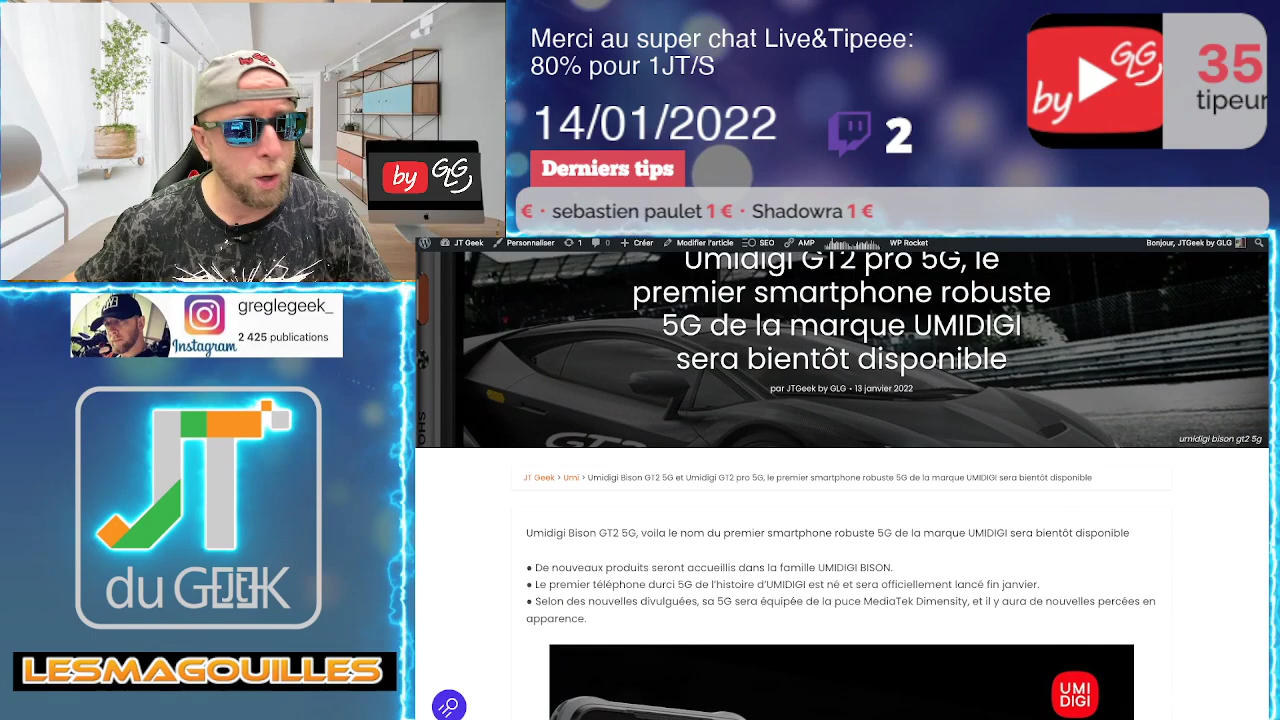 Merci au super chat Live&Tipeee:
80% pour 1JT/S
14/01/2022
2
Derniers tips
€ · sebastien paulet 1 € · Shadowra 1 €
by GLG
35
tipeur
by GLG
greglegeek_
2 425 publications
Instagram
JT
du GEEK
LESMAGOUILLES
JT Geek Personnaliser 1 0 Créer Modifier l'article SEO AMP WP Rocket Bonjour, JTGeek by GLG
Umidigi GT2 pro 5G, le
premier smartphone robuste
5G de la marque UMIDIGI
sera bientôt disponible
par JTGeek by GLG • 13 janvier 2022
GT2
umidigi bison gt2 5g
JT Geek > Umi > Umidigi Bison GT2 5G et Umidigi GT2 pro 5G, le premier smartphone robuste 5G de la marque UMIDIGI sera bientôt disponible
Umidigi Bison GT2 5G, voila le nom du premier smartphone robuste 5G de la marque UMIDIGI sera bientôt disponible
● De nouveaux produits seront accueillis dans la famille UMIDIGI BISON.
● Le premier téléphone durci 5G de l'histoire d'UMIDIGI est né et sera officiellement lancé fin janvier.
● Selon des nouvelles divulguées, sa 5G sera équipée de la puce MediaTek Dimensity, et il y aura de nouvelles percées en
apparence.
UMI
DIGI